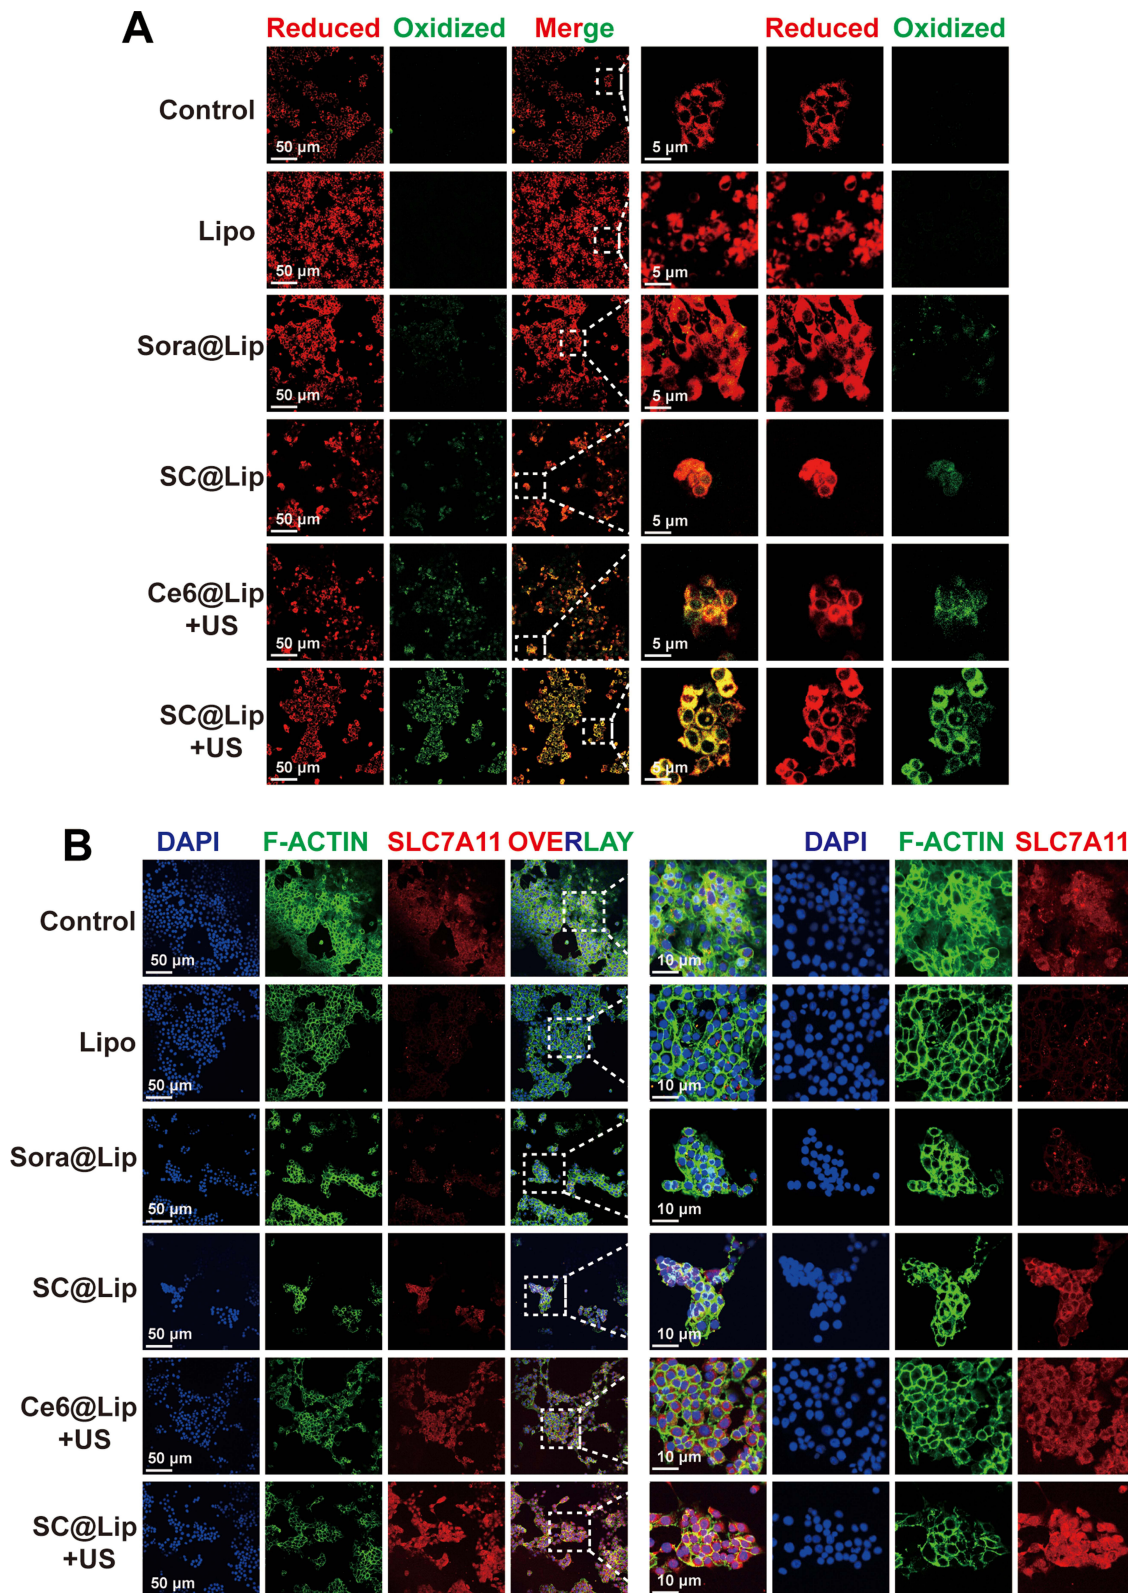 A
Reduced Oxidized Merge Reduced Oxidized
Control
50 µm
5 µm
Lipo
50 µm
5 µm
Sora@Lip
50 µm
5 µm
SC@Lip
50 µm
5 µm
Ce6@Lip
+US
50 µm
5 µm
SC@Lip
+US
50 µm
5 µm
B
DAPI F-ACTIN SLC7A11 OVERLAY DAPI F-ACTIN SLC7A11
Control
50 µm
10 µm
Lipo
50 µm
10 µm
Sora@Lip
50 µm
10 µm
SC@Lip
50 µm
10 µm
Ce6@Lip
+US
50 µm
10 µm
SC@Lip
+US
50 µm
10 µm